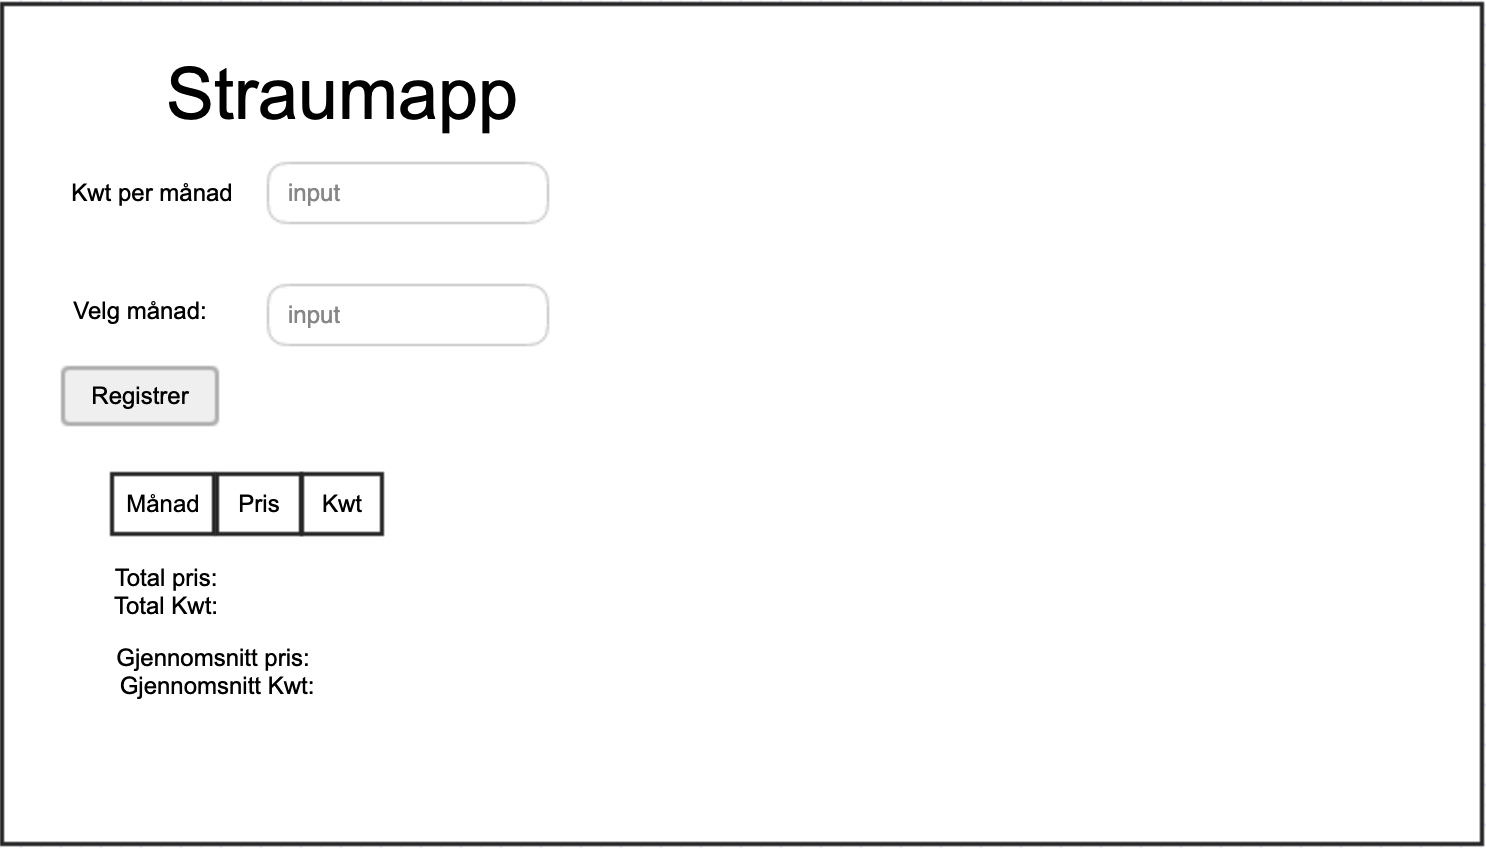 Straumapp
Kwt per månad
input
Velg månad:
input
Registrer
Månad Pris Kwt
Total pris:
Total Kwt:
Gjennomsnitt pris:
Gjennomsnitt Kwt: